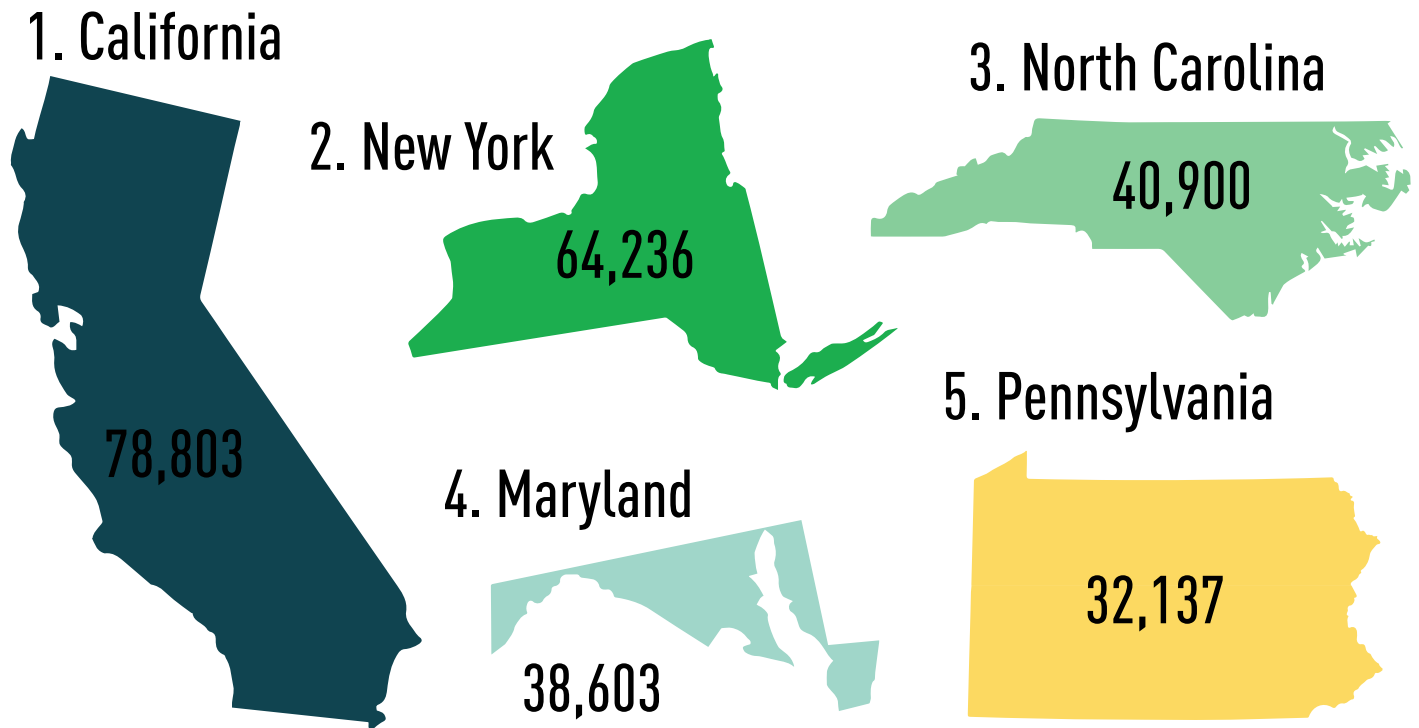 1. California
78,803
2. New York
64,236
3. North Carolina
40,900
4. Maryland
38,603
5. Pennsylvania
32,137